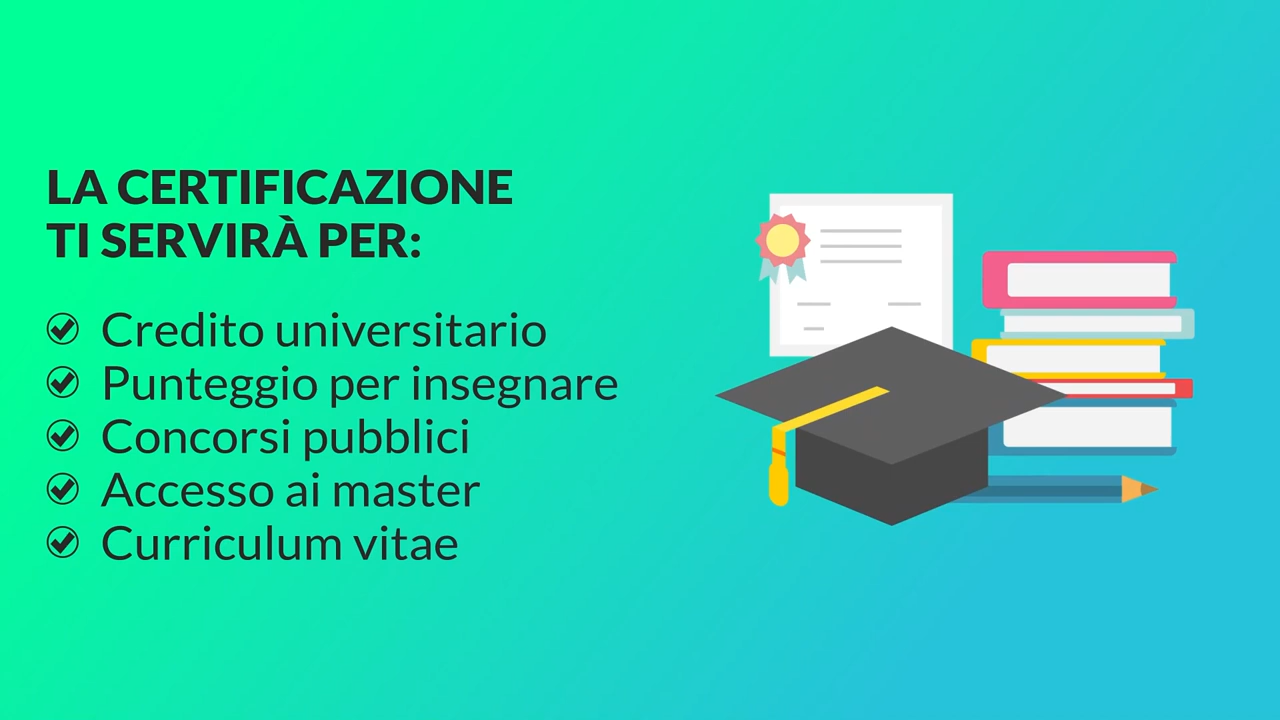 LA CERTIFICAZIONE
TI SERVIRÀ PER:
Credito universitario
Punteggio per insegnare
Concorsi pubblici
Accesso ai master
Curriculum vitae